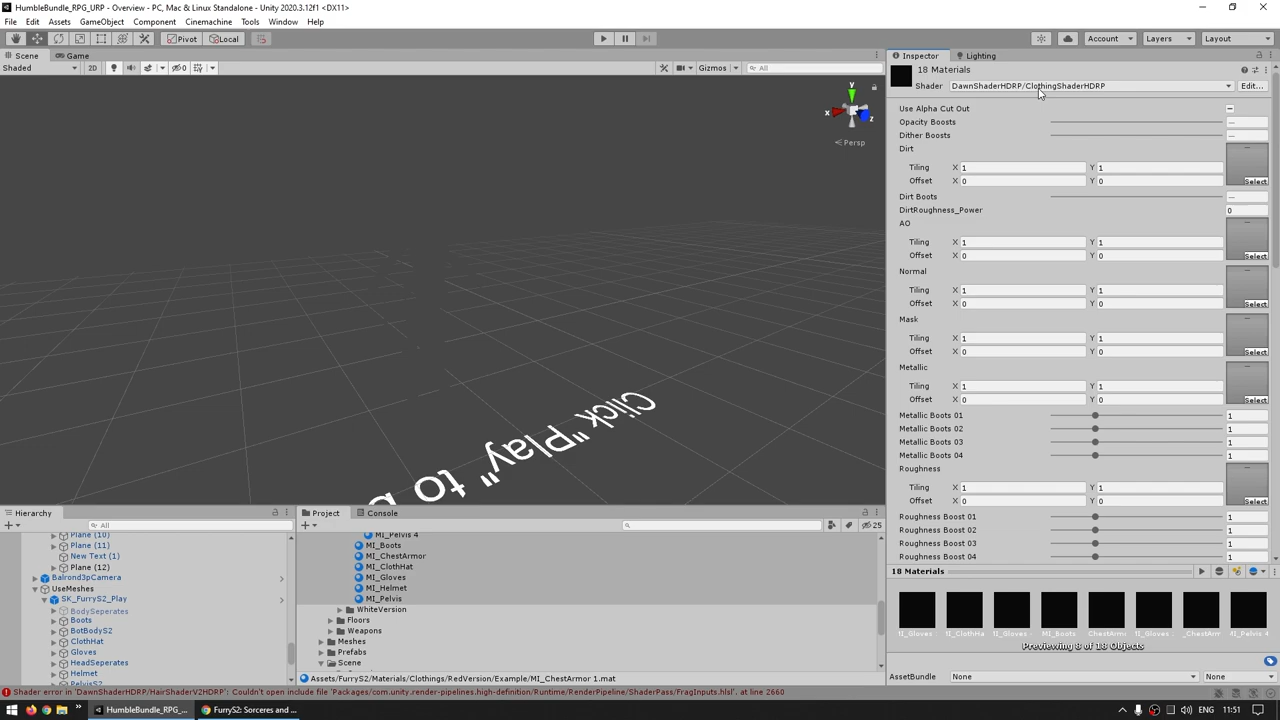 HumbleBundle_RPG_URP - Overview - PC, Mac & Linux Standalone - Unity 2020.3.12f1 <DX11>
File Edit Assets GameObject Component Cinemachine Tools Window Help
Pivot Local Account Layers Layout
Scene Game
Shaded 2D 0 Gizmos All
y x z
Persp
Click "Play" to
Inspector Lighting
18 Materials
Shader DawnShaderHDRP/ClothingShaderHDRP Edit...
Use Alpha Cut Out
Opacity Boosts —
Dither Boosts —
Dirt
Tiling X 1 Y 1
Offset X 0 Y 0
Select
Dirt Boots —
DirtRoughness_Power 0
AO
Tiling X 1 Y 1
Offset X 0 Y 0
Select
Normal
Tiling X 1 Y 1
Offset X 0 Y 0
Select
Mask
Tiling X 1 Y 1
Offset X 0 Y 0
Select
Metallic
Tiling X 1 Y 1
Offset X 0 Y 0
Select
Metallic Boots 01 1
Metallic Boots 02 1
Metallic Boots 03 1
Metallic Boots 04 1
Roughness
Tiling X 1 Y 1
Offset X 0 Y 0
Select
Roughness Boost 01 1
Roughness Boost 02 1
Roughness Boost 03 1
Roughness Boost 04 1
18 Materials
MI_Boots
Previewing 8 of 18 Objects
AssetBundle None None
Hierarchy
All
Plane (10)
Plane (11)
New Text (1)
Plane (12)
Balrond3pCamera
UseMeshes
SK_FurryS2_Play
BodySeperates
Boots
BotBodyS2
ClothHat
Gloves
HeadSeperates
Helmet
PelvisS2
Project Console
25
MI_Pelvis 4
MI_Boots
MI_ChestArmor
MI_ClothHat
MI_Gloves
MI_Helmet
MI_Pelvis
WhiteVersion
Floors
Weapons
Meshes
Prefabs
Scene
Assets/FurryS2/Materials/Clothings/RedVersion/Example/MI_ChestArmor 1.mat
Shader error in 'DawnShaderHDRP/HairShaderV2HDRP': Couldn't open include file 'Packages/com.unity.render-pipelines.high-definition/Runtime/RenderPipeline/ShaderPass/FragInputs.hlsl'. at line 2660
HumbleBundle_RPG_... FurryS2: Sorceres and ... ENG 11:51